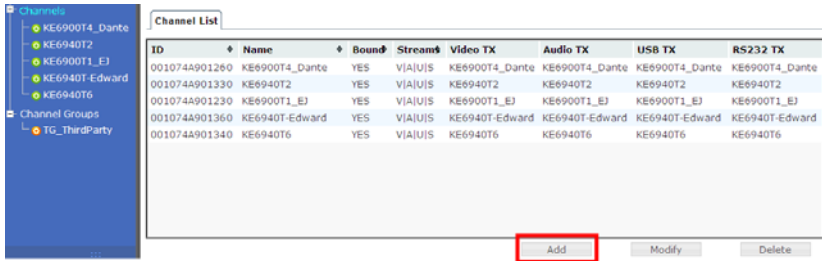 Channels
KE6900T4_Dante
KE6940T2
KE6900T1_EJ
KE6940T-Edward
KE6940T6
Channel Groups
TG_ThirdParty
Channel List
ID Name Bound Streams Video TX Audio TX USB TX RS232 TX
001074A901260 KE6900T4_Dante YES V|A|U|S KE6900T4_Dante KE6900T4_Dante KE6900T4_Dante KE6900T4_Dante
001074A901330 KE6940T2 YES V|A|U|S KE6940T2 KE6940T2 KE6940T2 KE6940T2
001074A901230 KE6900T1_EJ YES V|A|U|S KE6900T1_EJ KE6900T1_EJ KE6900T1_EJ KE6900T1_EJ
001074A901360 KE6940T-Edward YES V|A|U|S KE6940T-Edward KE6940T-Edward KE6940T-Edward KE6940T-Edward
001074A901340 KE6940T6 YES V|A|U|S KE6940T6 KE6940T6 KE6940T6 KE6940T6
Add Modify Delete